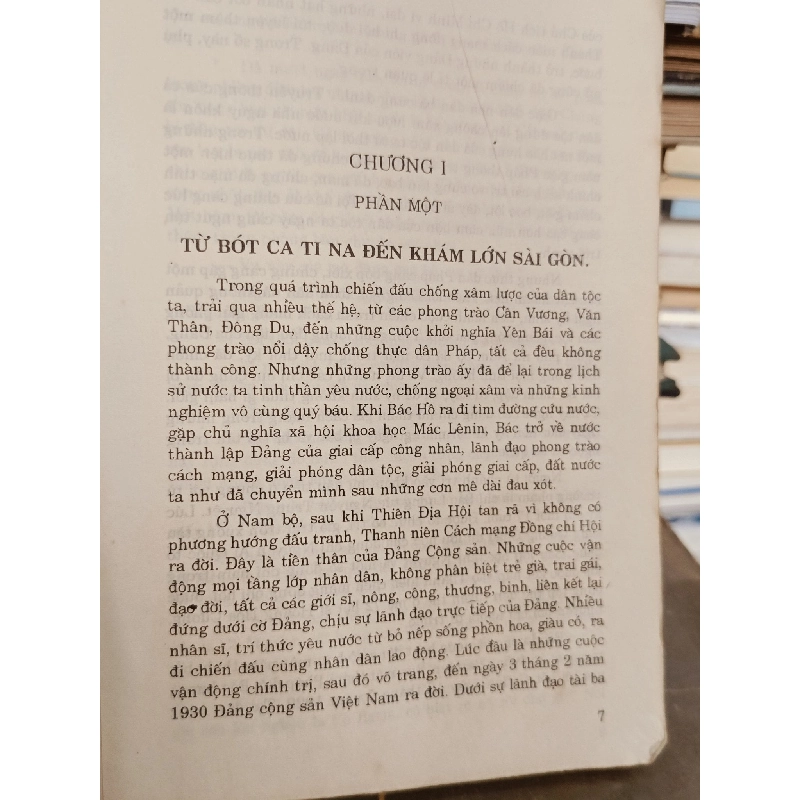 CHƯƠNG I
PHẦN MỘT
TỪ BÓT CA TI NA ĐẾN KHÁM LỚN SÀI GÒN.
Trong quá trình chiến đấu chống xâm lược của dân tộc
ta, trải qua nhiều thế hệ, từ các phong trào Cần Vương, Văn
Thân, Đông Du, đến những cuộc khởi nghĩa Yên Bái và các
phong trào nổi dậy chống thực dân Pháp, tất cả đều không
thành công. Nhưng những phong trào ấy đã để lại trong lịch
sử nước ta tinh thần yêu nước, chống ngoại xâm và những kinh
nghiệm vô cùng quý báu. Khi Bác Hồ ra đi tìm đường cứu nước,
gặp chủ nghĩa xã hội khoa học Mác Lênin, Bác trở về nước
thành lập Đảng của giai cấp công nhân, lãnh đạo phong trào
cách mạng, giải phóng dân tộc, giải phóng giai cấp, đất nước
ta như đã chuyển mình sau những cơn mê dài đau xót.
Ở Nam bộ, sau khi Thiên Địa Hội tan rã vì không có
phương hướng đấu tranh, Thanh niên Cách mạng Đồng chí Hội
ra đời. Đây là tiền thân của Đảng Cộng sản. Những cuộc vận
động mọi tầng lớp nhân dân, không phân biệt trẻ già, trai gái,
đạo đời, tất cả các giới sĩ, nông, công, thương, binh, liên kết lại
đứng dưới cờ Đảng, chịu sự lãnh đạo trực tiếp của Đảng. Nhiều
nhân sĩ, trí thức yêu nước từ bỏ nếp sống phồn hoa, giàu có, ra
đi chiến đấu cùng nhân dân lao động. Lúc đầu là những cuộc
vận động chính trị, sau đó võ trang, đến ngày 3 tháng 2 năm
1930 Đảng cộng sản Việt Nam ra đời. Dưới sự lãnh đạo tài ba
7